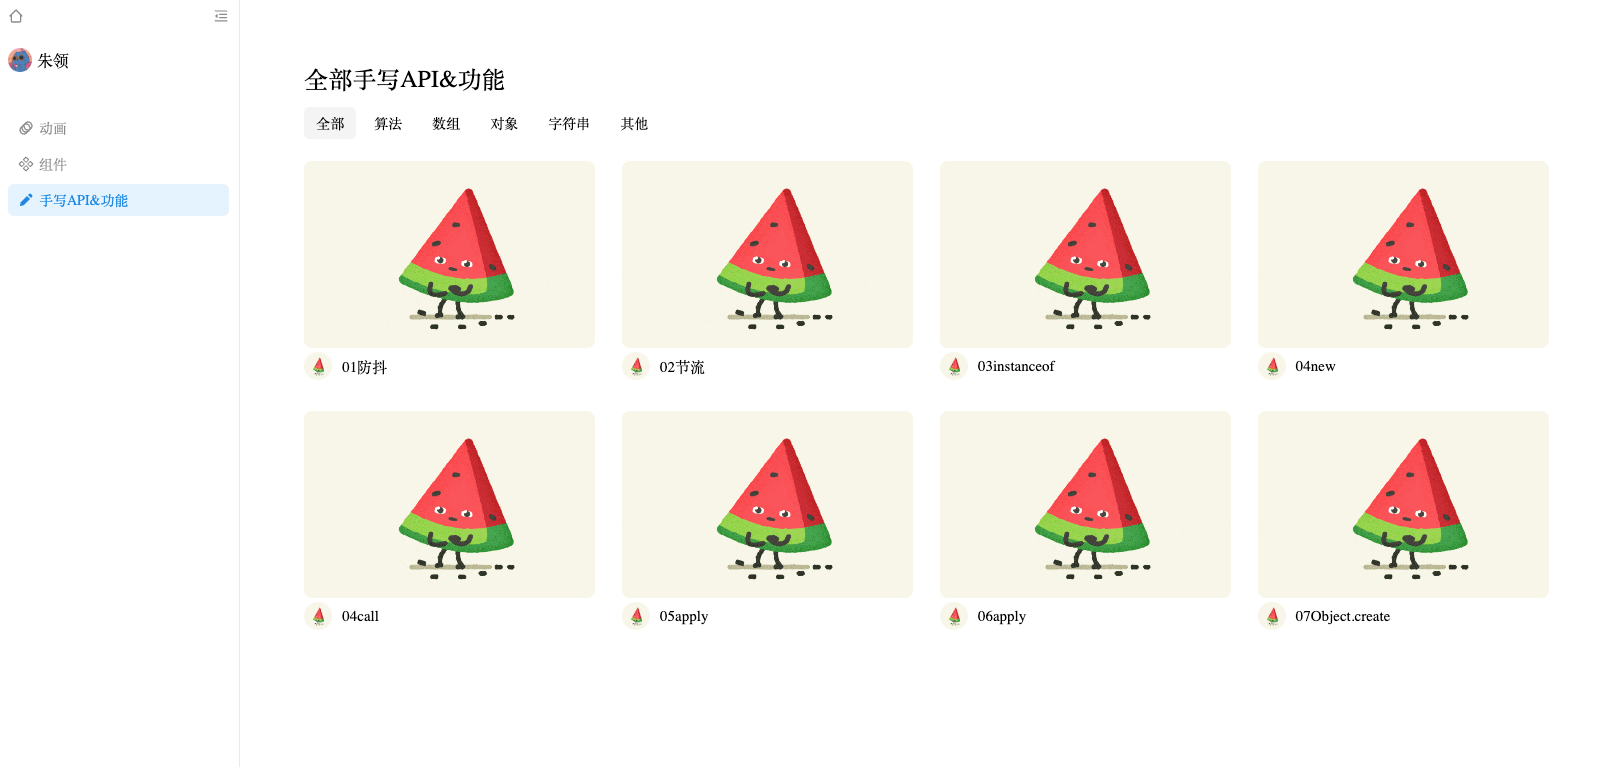 朱领
动画
组件
手写API&功能
全部手写API&功能
全部 算法 数组 对象 字符串 其他
01防抖 02节流 03instanceof 04new
04call 05apply 06apply 07Object.create